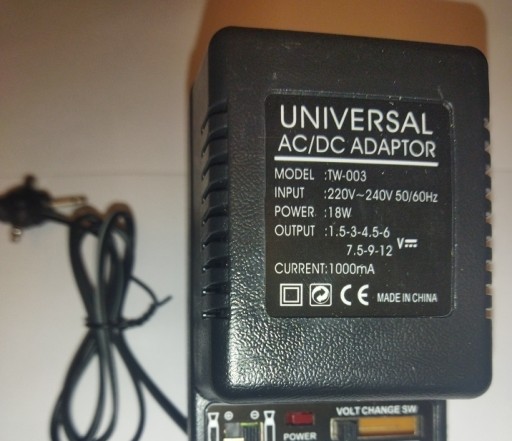 UNIVERSAL
AC/DC ADAPTOR
MODEL :TW-003
INPUT :220V~240V 50/60Hz
POWER :18W
OUTPUT :1.5-3-4.5-6
7.5-9-12 V⎓
CURRENT:1000mA
CE MADE IN CHINA
VOLT CHANGE SW
POWER